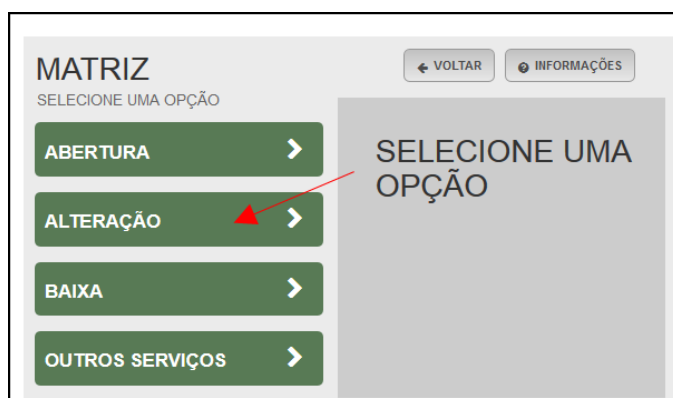 MATRIZ
SELECIONE UMA OPÇÃO
ABERTURA
ALTERAÇÃO
BAIXA
OUTROS SERVIÇOS
VOLTAR
INFORMAÇÕES
SELECIONE UMA
OPÇÃO